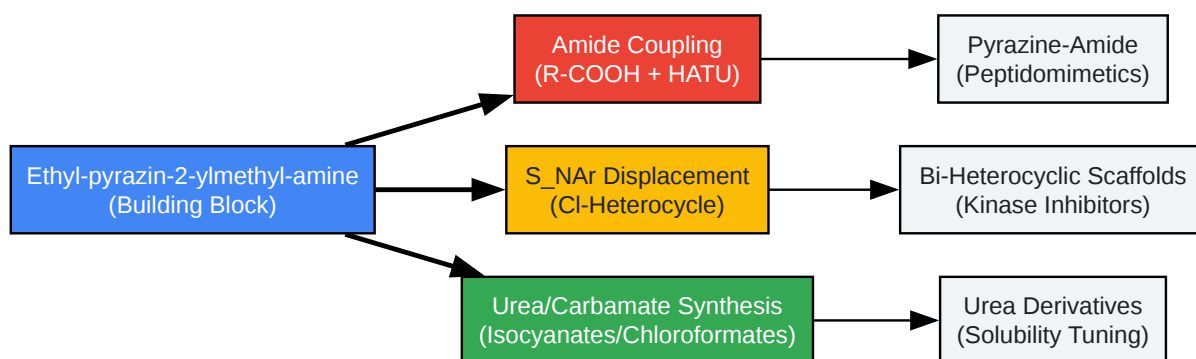 Amide Coupling
(R-COOH + HATU)
Pyrazine-Amide
(Peptidomimetics)
Ethyl-pyrazin-2-ylmethyl-amine
(Building Block)
S_NAr Displacement
(Cl-Heterocycle)
Bi-Heterocyclic Scaffolds
(Kinase Inhibitors)
Urea/Carbamate Synthesis
(Isocyanates/Chloroformates)
Urea Derivatives
(Solubility Tuning)